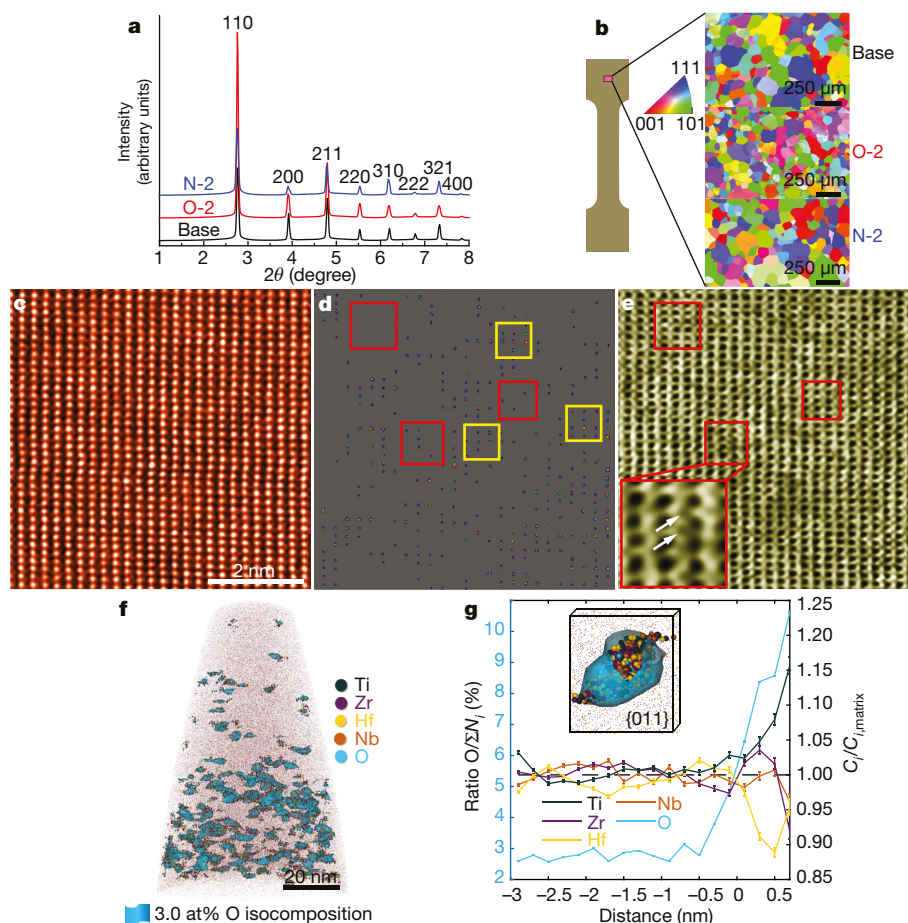 a
Intensity
(arbitrary units)
110
200
211
220
310
222
321
400
N-2
O-2
Base
1 2 3 4 5 6 7 8
2θ (degree)
b
111
001 101
Base
250 μm
O-2
250 μm
N-2
250 μm
c
2 nm
d
e
f
Ti
Zr
Hf
Nb
O
20 nm
3.0 at% O isocomposition
g
Ratio O/ΣN_i (%)
11
10
9
8
7
6
5
4
3
2
{011}
Ti Nb
Zr O
Hf
1.25
1.20
1.15
1.10
1.05
1.00
0.95
0.90
0.85
C_i/C_i,matrix
−3 −2.5 −2 −1.5 −1 −0.5 0 0.5
Distance (nm)